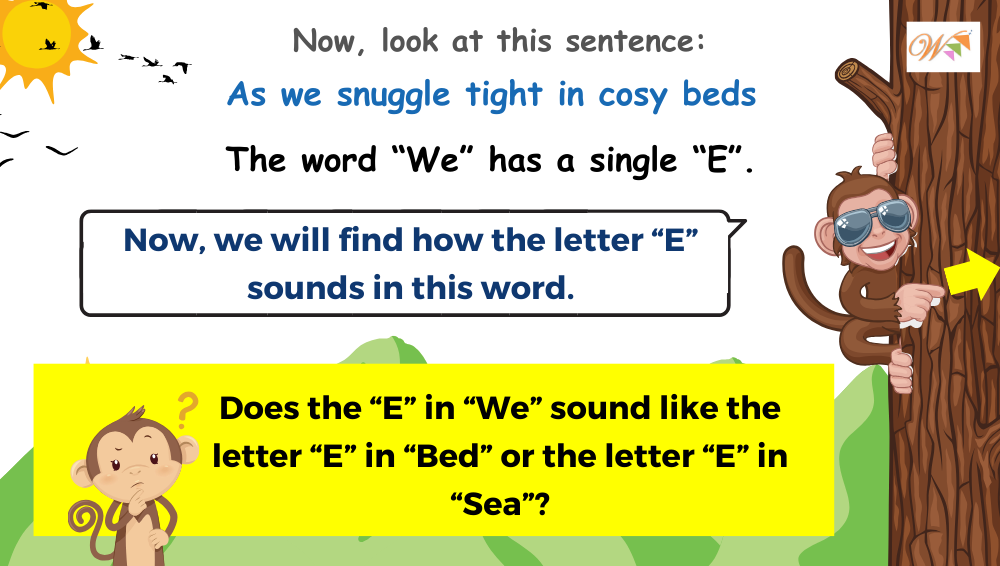 Now, look at this sentence:
As we snuggle tight in cosy beds
The word “We” has a single “E”.
Now, we will find how the letter “E”
sounds in this word.
?
Does the “E” in “We” sound like the
letter “E” in “Bed” or the letter “E” in
“Sea”?